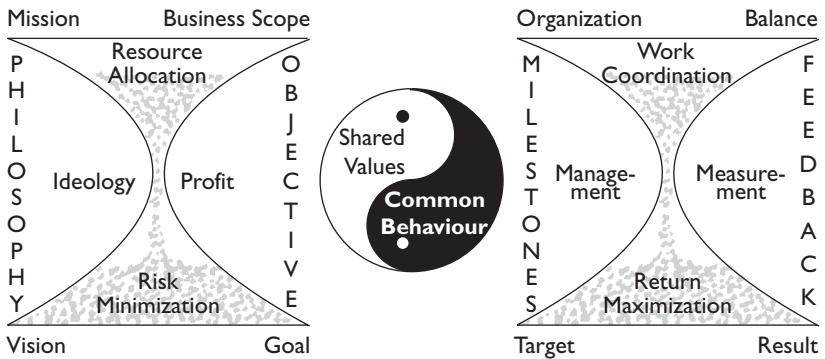 Mission Business Scope
Resource
Allocation
PHILOSOPHY
OBJECTIVE
Ideology Profit
Risk
Minimization
Vision Goal
Shared
Values
Common
Behaviour
Organization Balance
Work
Coordination
MILESTONES
FEEDBACK
Manage-
ment
Measure-
ment
Return
Maximization
Target Result